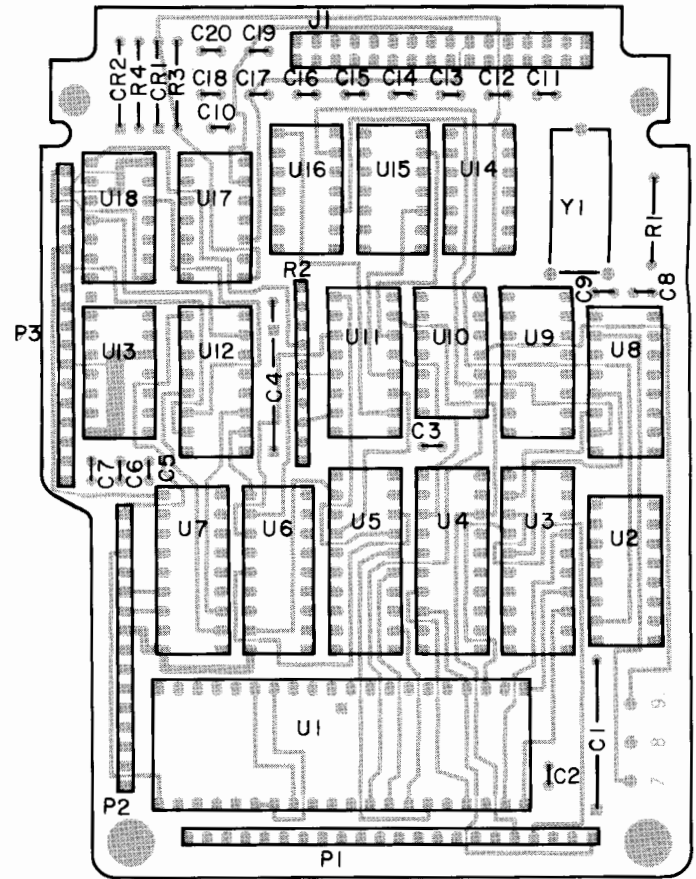 J1
C20 C19
CR2 R4 CR1 R3
C18 C17 C16 C15 C14 C13 C12 C11
C10
U18 U17 U16 U15 U14
Y1
R1
R2
C9 C8
P3
U13 U12 C4 U11 U10 U9 U8
C3
C7 C6 C5
U7 U6 U5 U4 U3 U2
U1
C1
7 8 9
C2
P2
P1